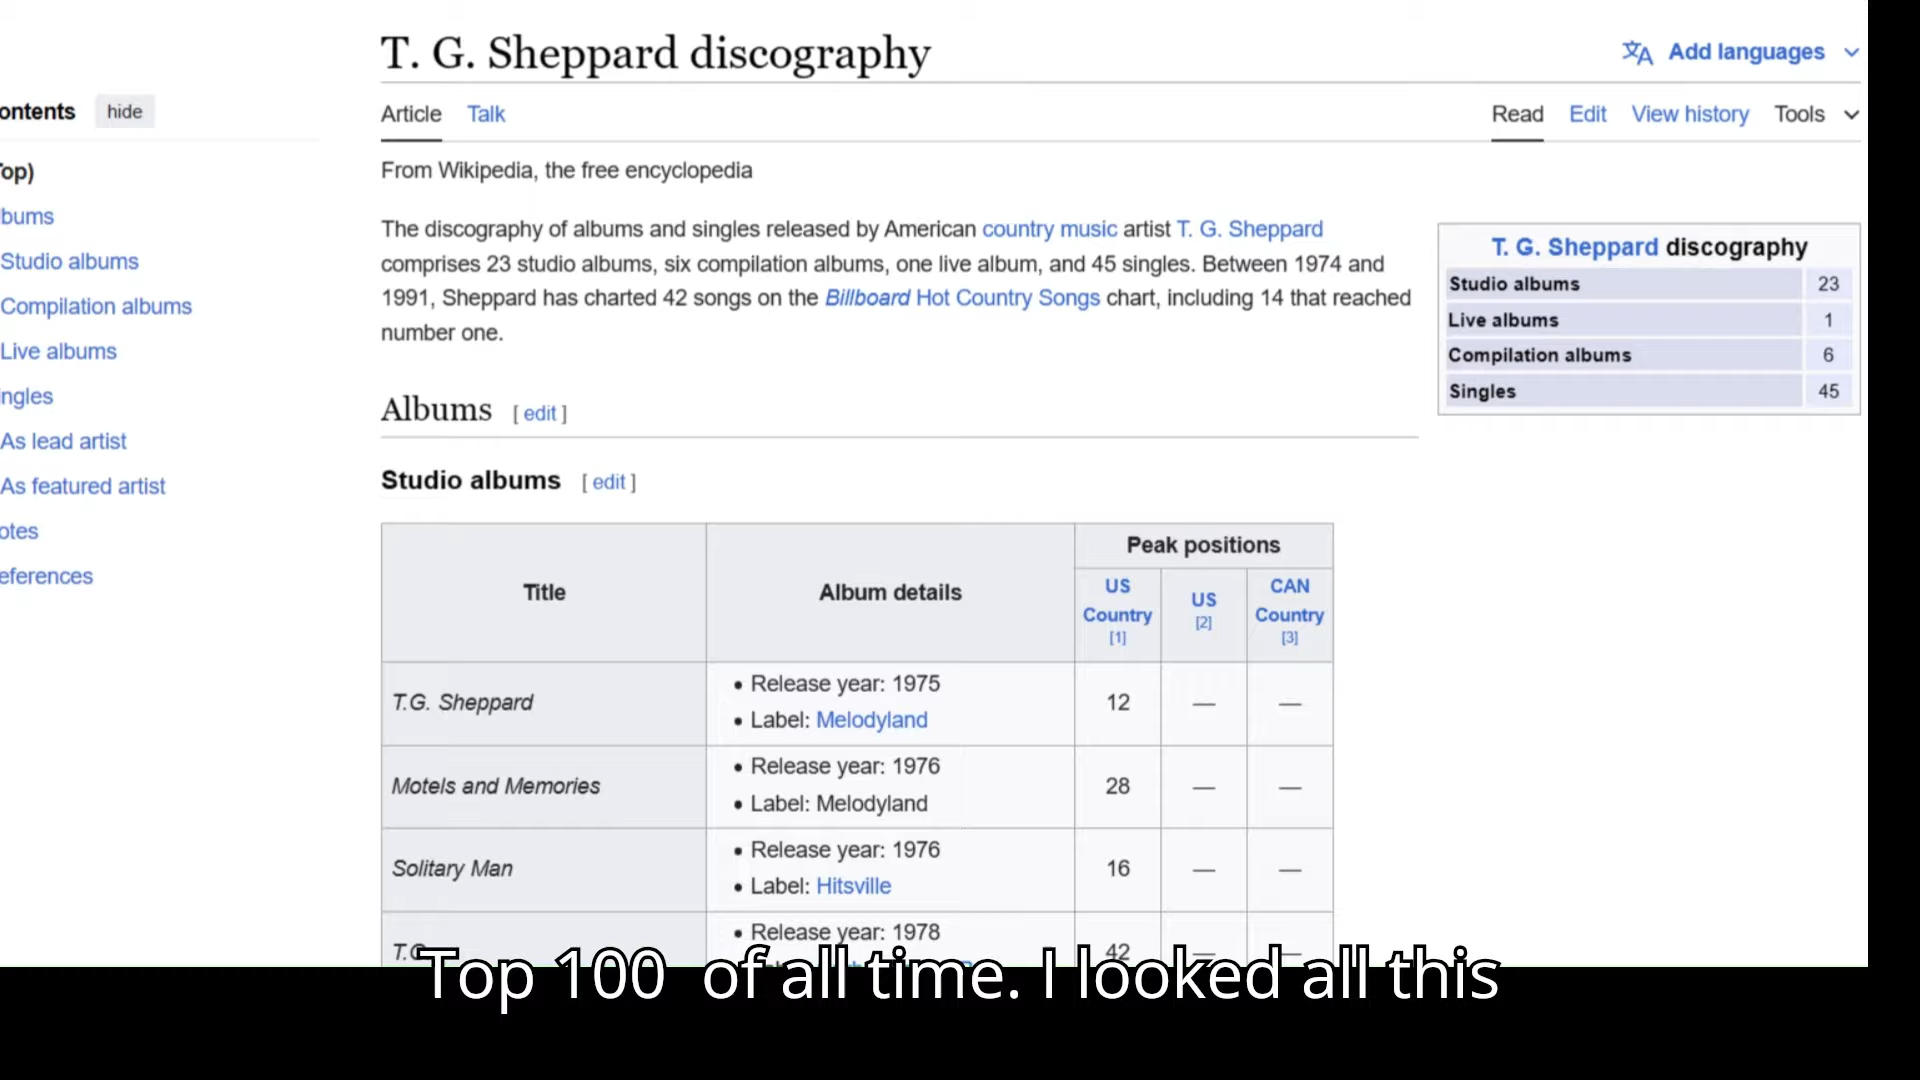 T. G. Sheppard discography
Add languages
ontents hide
Article Talk
Read Edit View history Tools
op)
From Wikipedia, the free encyclopedia
bums
Studio albums
Compilation albums
Live albums
ngles
As lead artist
As featured artist
otes
eferences
The discography of albums and singles released by American country music artist T. G. Sheppard
comprises 23 studio albums, six compilation albums, one live album, and 45 singles. Between 1974 and
1991, Sheppard has charted 42 songs on the Billboard Hot Country Songs chart, including 14 that reached
number one.
T. G. Sheppard discography
Studio albums 23
Live albums 1
Compilation albums 6
Singles 45
Albums [ edit ]
Studio albums [ edit ]
Title
Album details
Peak positions
US
Country
[1]
US
[2]
CAN
Country
[3]
T.G. Sheppard
• Release year: 1975
• Label: Melodyland
12 — —
Motels and Memories
• Release year: 1976
• Label: Melodyland
28 — —
Solitary Man
• Release year: 1976
• Label: Hitsville
16 — —
T.G.
• Release year: 1978
42 — —
Top 100 of all time. I looked all this